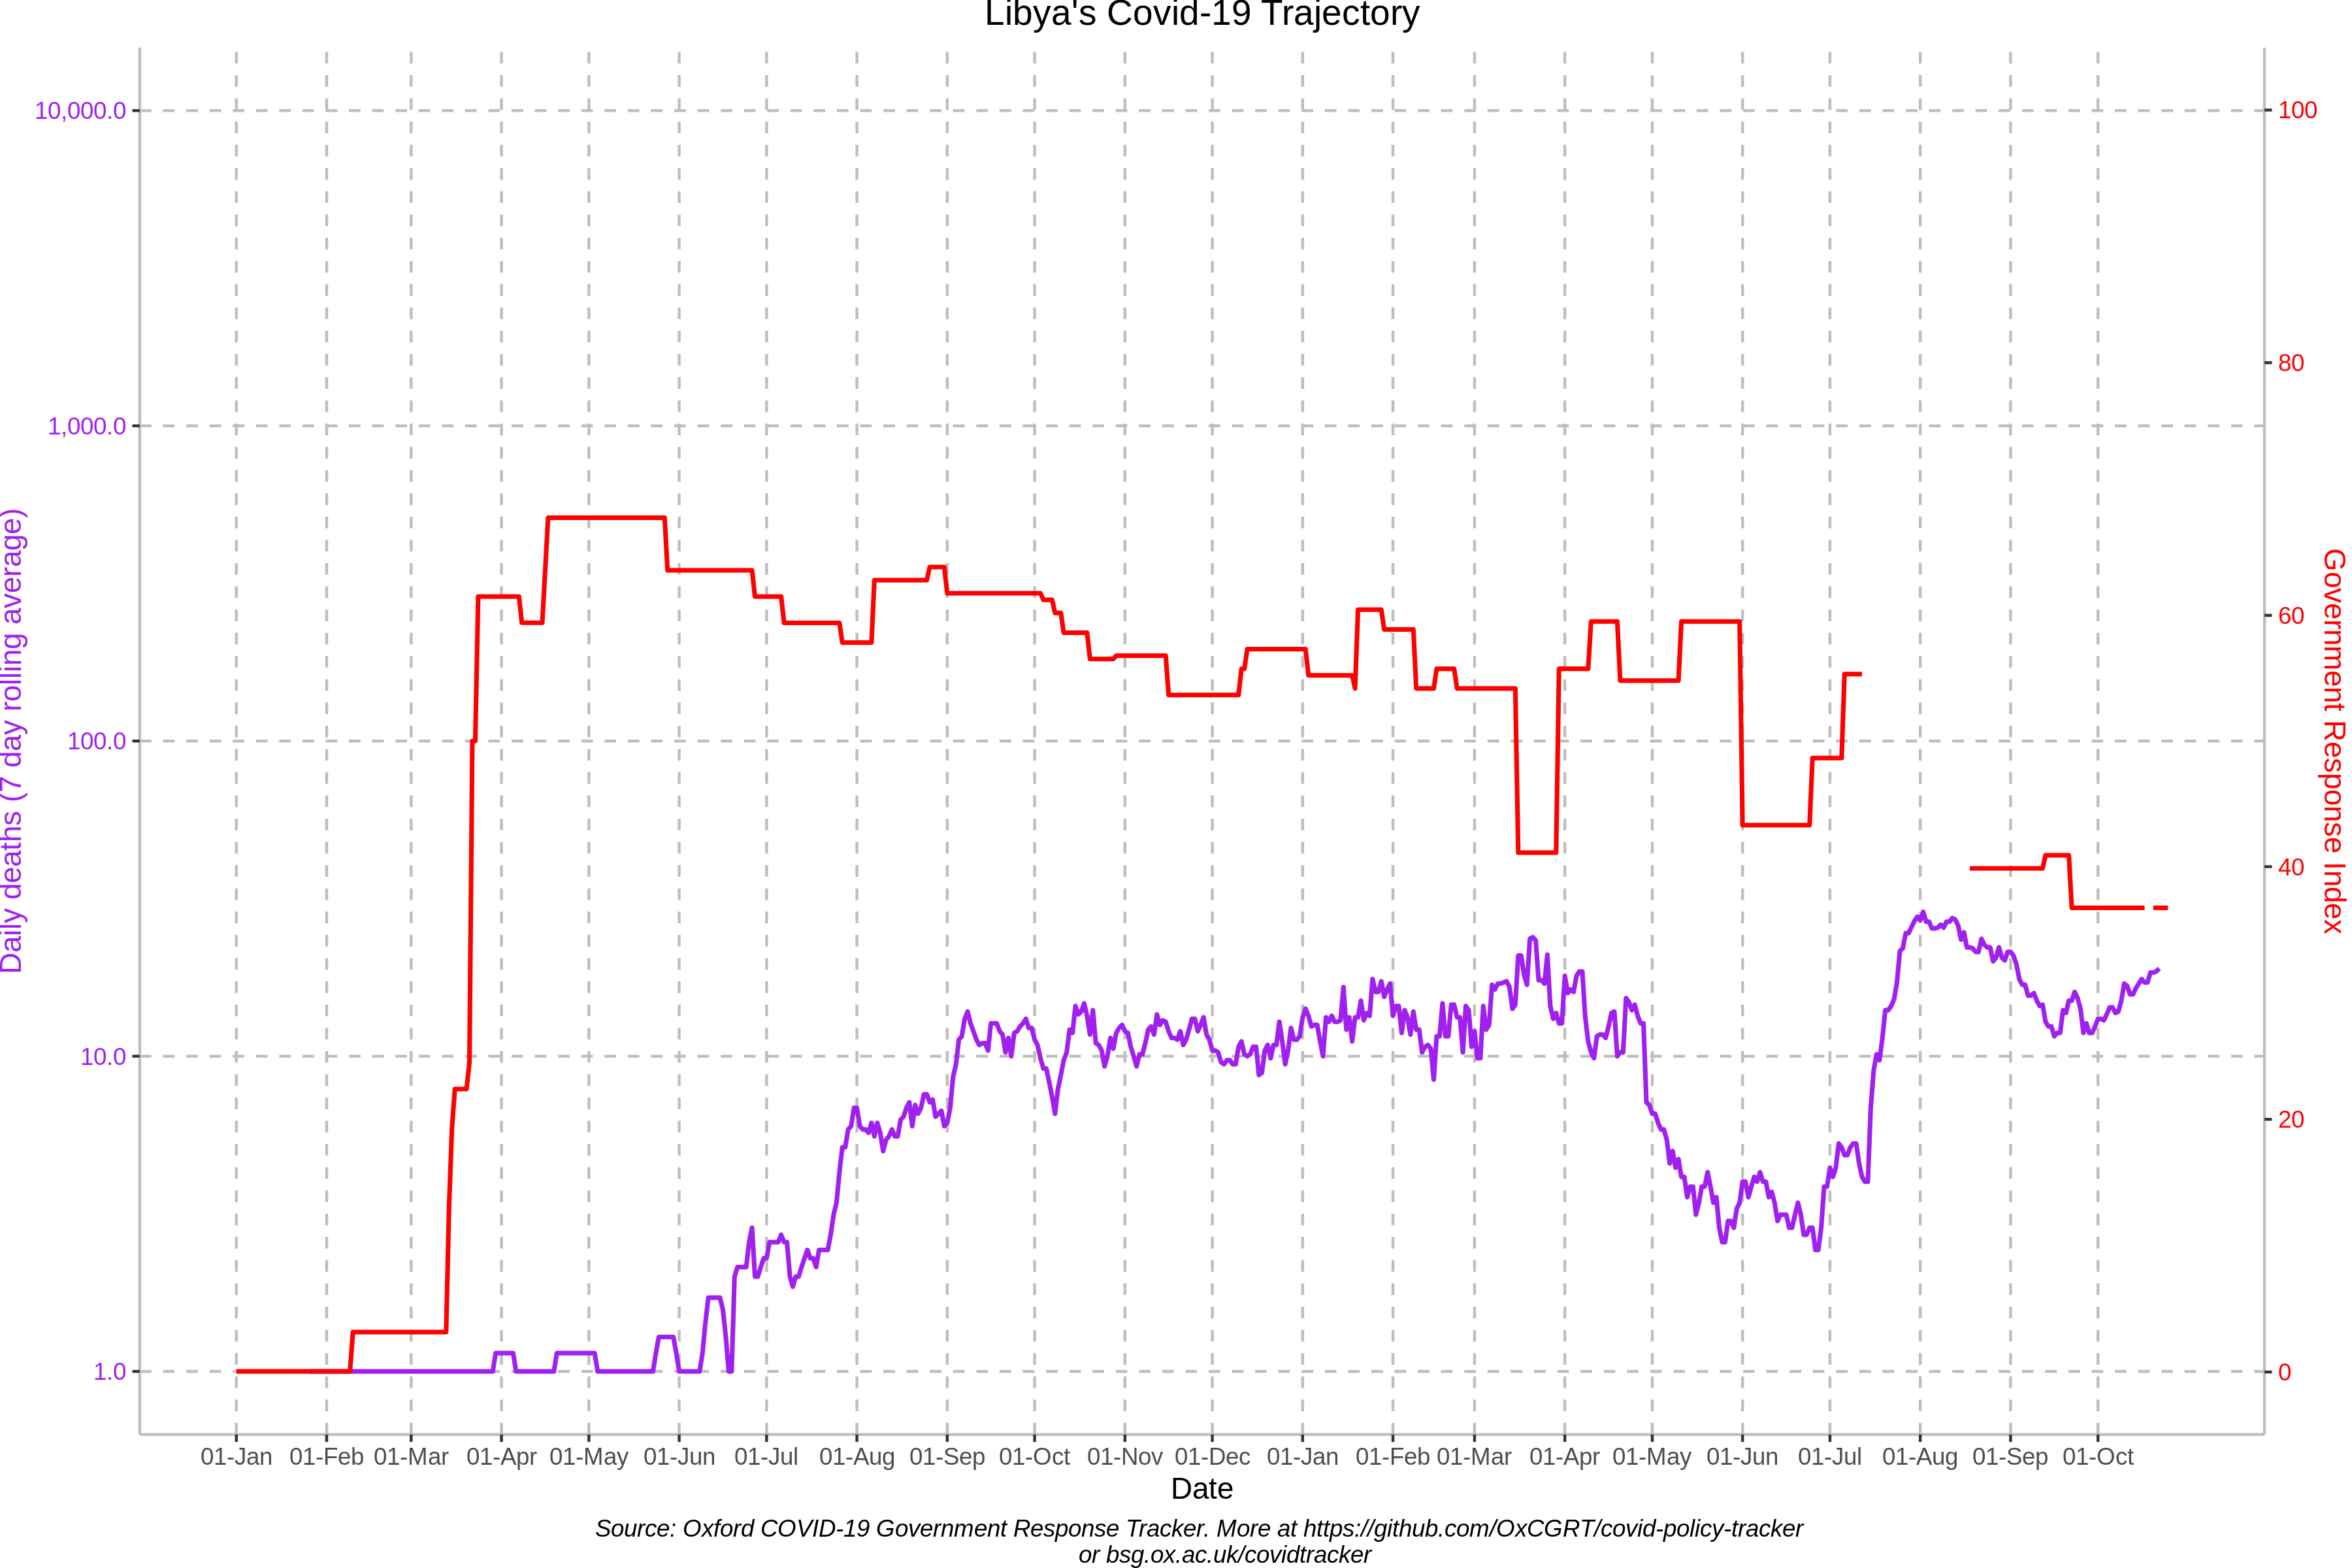 Libya's Covid-19 Trajectory
10,000.0
1,000.0
100.0
10.0
1.0
Daily deaths (7 day rolling average)
100
80
60
40
20
0
Government Response Index
01-Jan 01-Feb 01-Mar 01-Apr 01-May 01-Jun 01-Jul 01-Aug 01-Sep 01-Oct 01-Nov 01-Dec 01-Jan 01-Feb 01-Mar 01-Apr 01-May 01-Jun 01-Jul 01-Aug 01-Sep 01-Oct
Date
Source: Oxford COVID-19 Government Response Tracker. More at https://github.com/OxCGRT/covid-policy-tracker
or bsg.ox.ac.uk/covidtracker